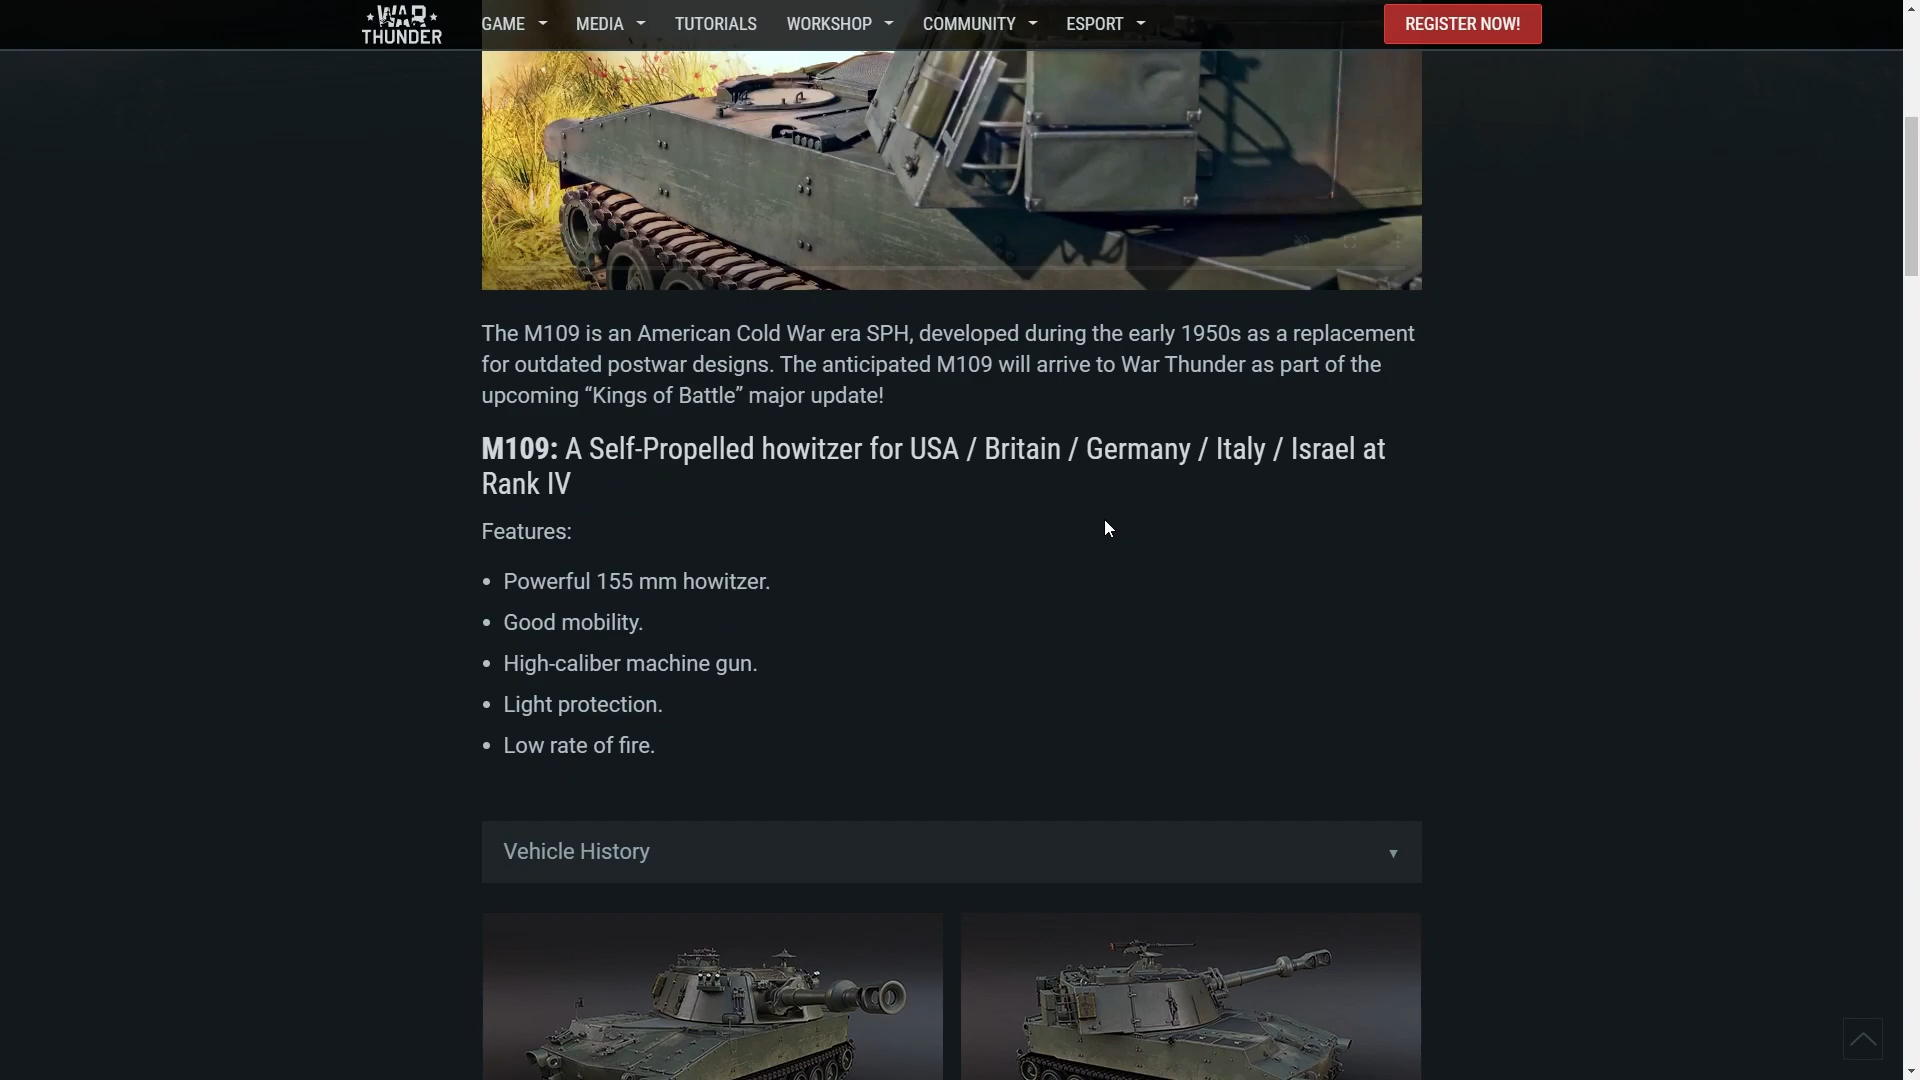 WAR
THUNDER
GAME
MEDIA
TUTORIALS
WORKSHOP
COMMUNITY
ESPORT
REGISTER NOW!
The M109 is an American Cold War era SPH, developed during the early 1950s as a replacement
for outdated postwar designs. The anticipated M109 will arrive to War Thunder as part of the
upcoming “Kings of Battle” major update!
M109: A Self-Propelled howitzer for USA / Britain / Germany / Italy / Israel at
Rank IV
Features:
• Powerful 155 mm howitzer.
• Good mobility.
• High-caliber machine gun.
• Light protection.
• Low rate of fire.
Vehicle History